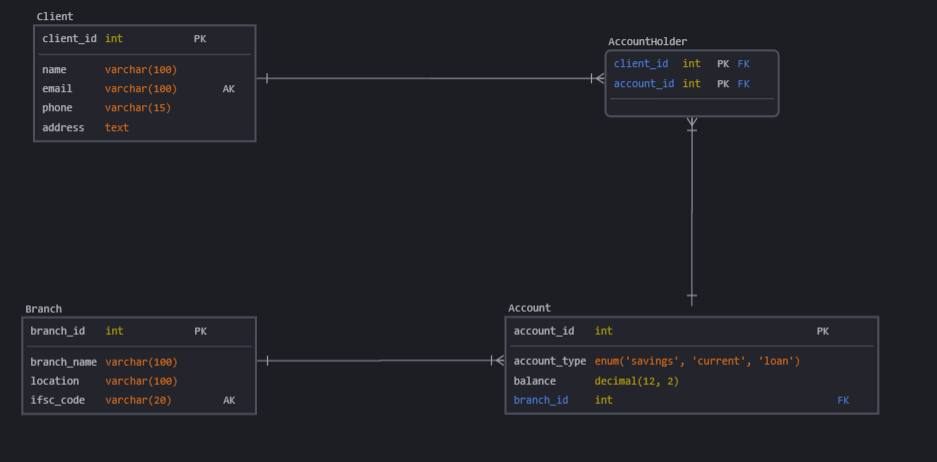 Client
client_id int PK
name varchar(100)
email varchar(100) AK
phone varchar(15)
address text
AccountHolder
client_id int PK FK
account_id int PK FK
Branch
branch_id int PK
branch_name varchar(100)
location varchar(100)
ifsc_code varchar(20) AK
Account
account_id int PK
account_type enum('savings', 'current', 'loan')
balance decimal(12, 2)
branch_id int FK